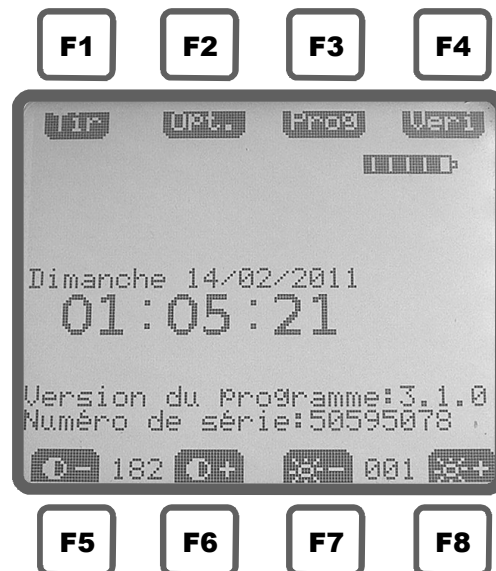 F1 F2 F3 F4
Tir Opt. Prog Veri
Dimanche 14/02/2011
01:05:21
Version du programme:3.1.0
Numéro de série:50595078
- 182 + - 001 +
F5 F6 F7 F8